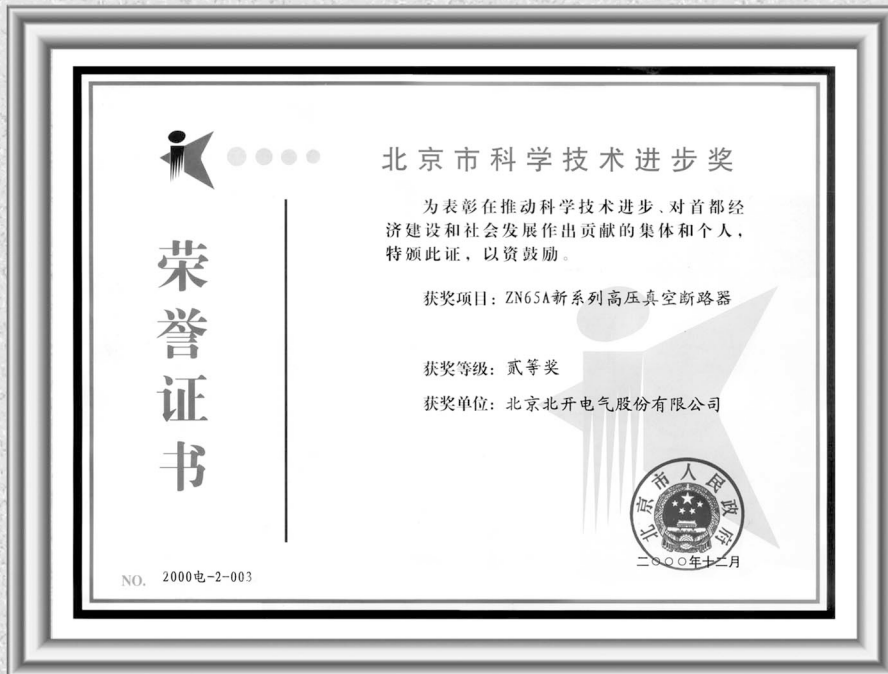 荣誉证书
北京市科学技术进步奖
为表彰在推动科学技术进步、对首都经
济建设和社会发展作出贡献的集体和个人，
特颁此证，以资鼓励。
获奖项目：ZN65A新系列高压真空断路器
获奖等级：贰等奖
获奖单位：北京北开电气股份有限公司
北京市人民政府
二○○○年十二月
NO. 2000电-2-003